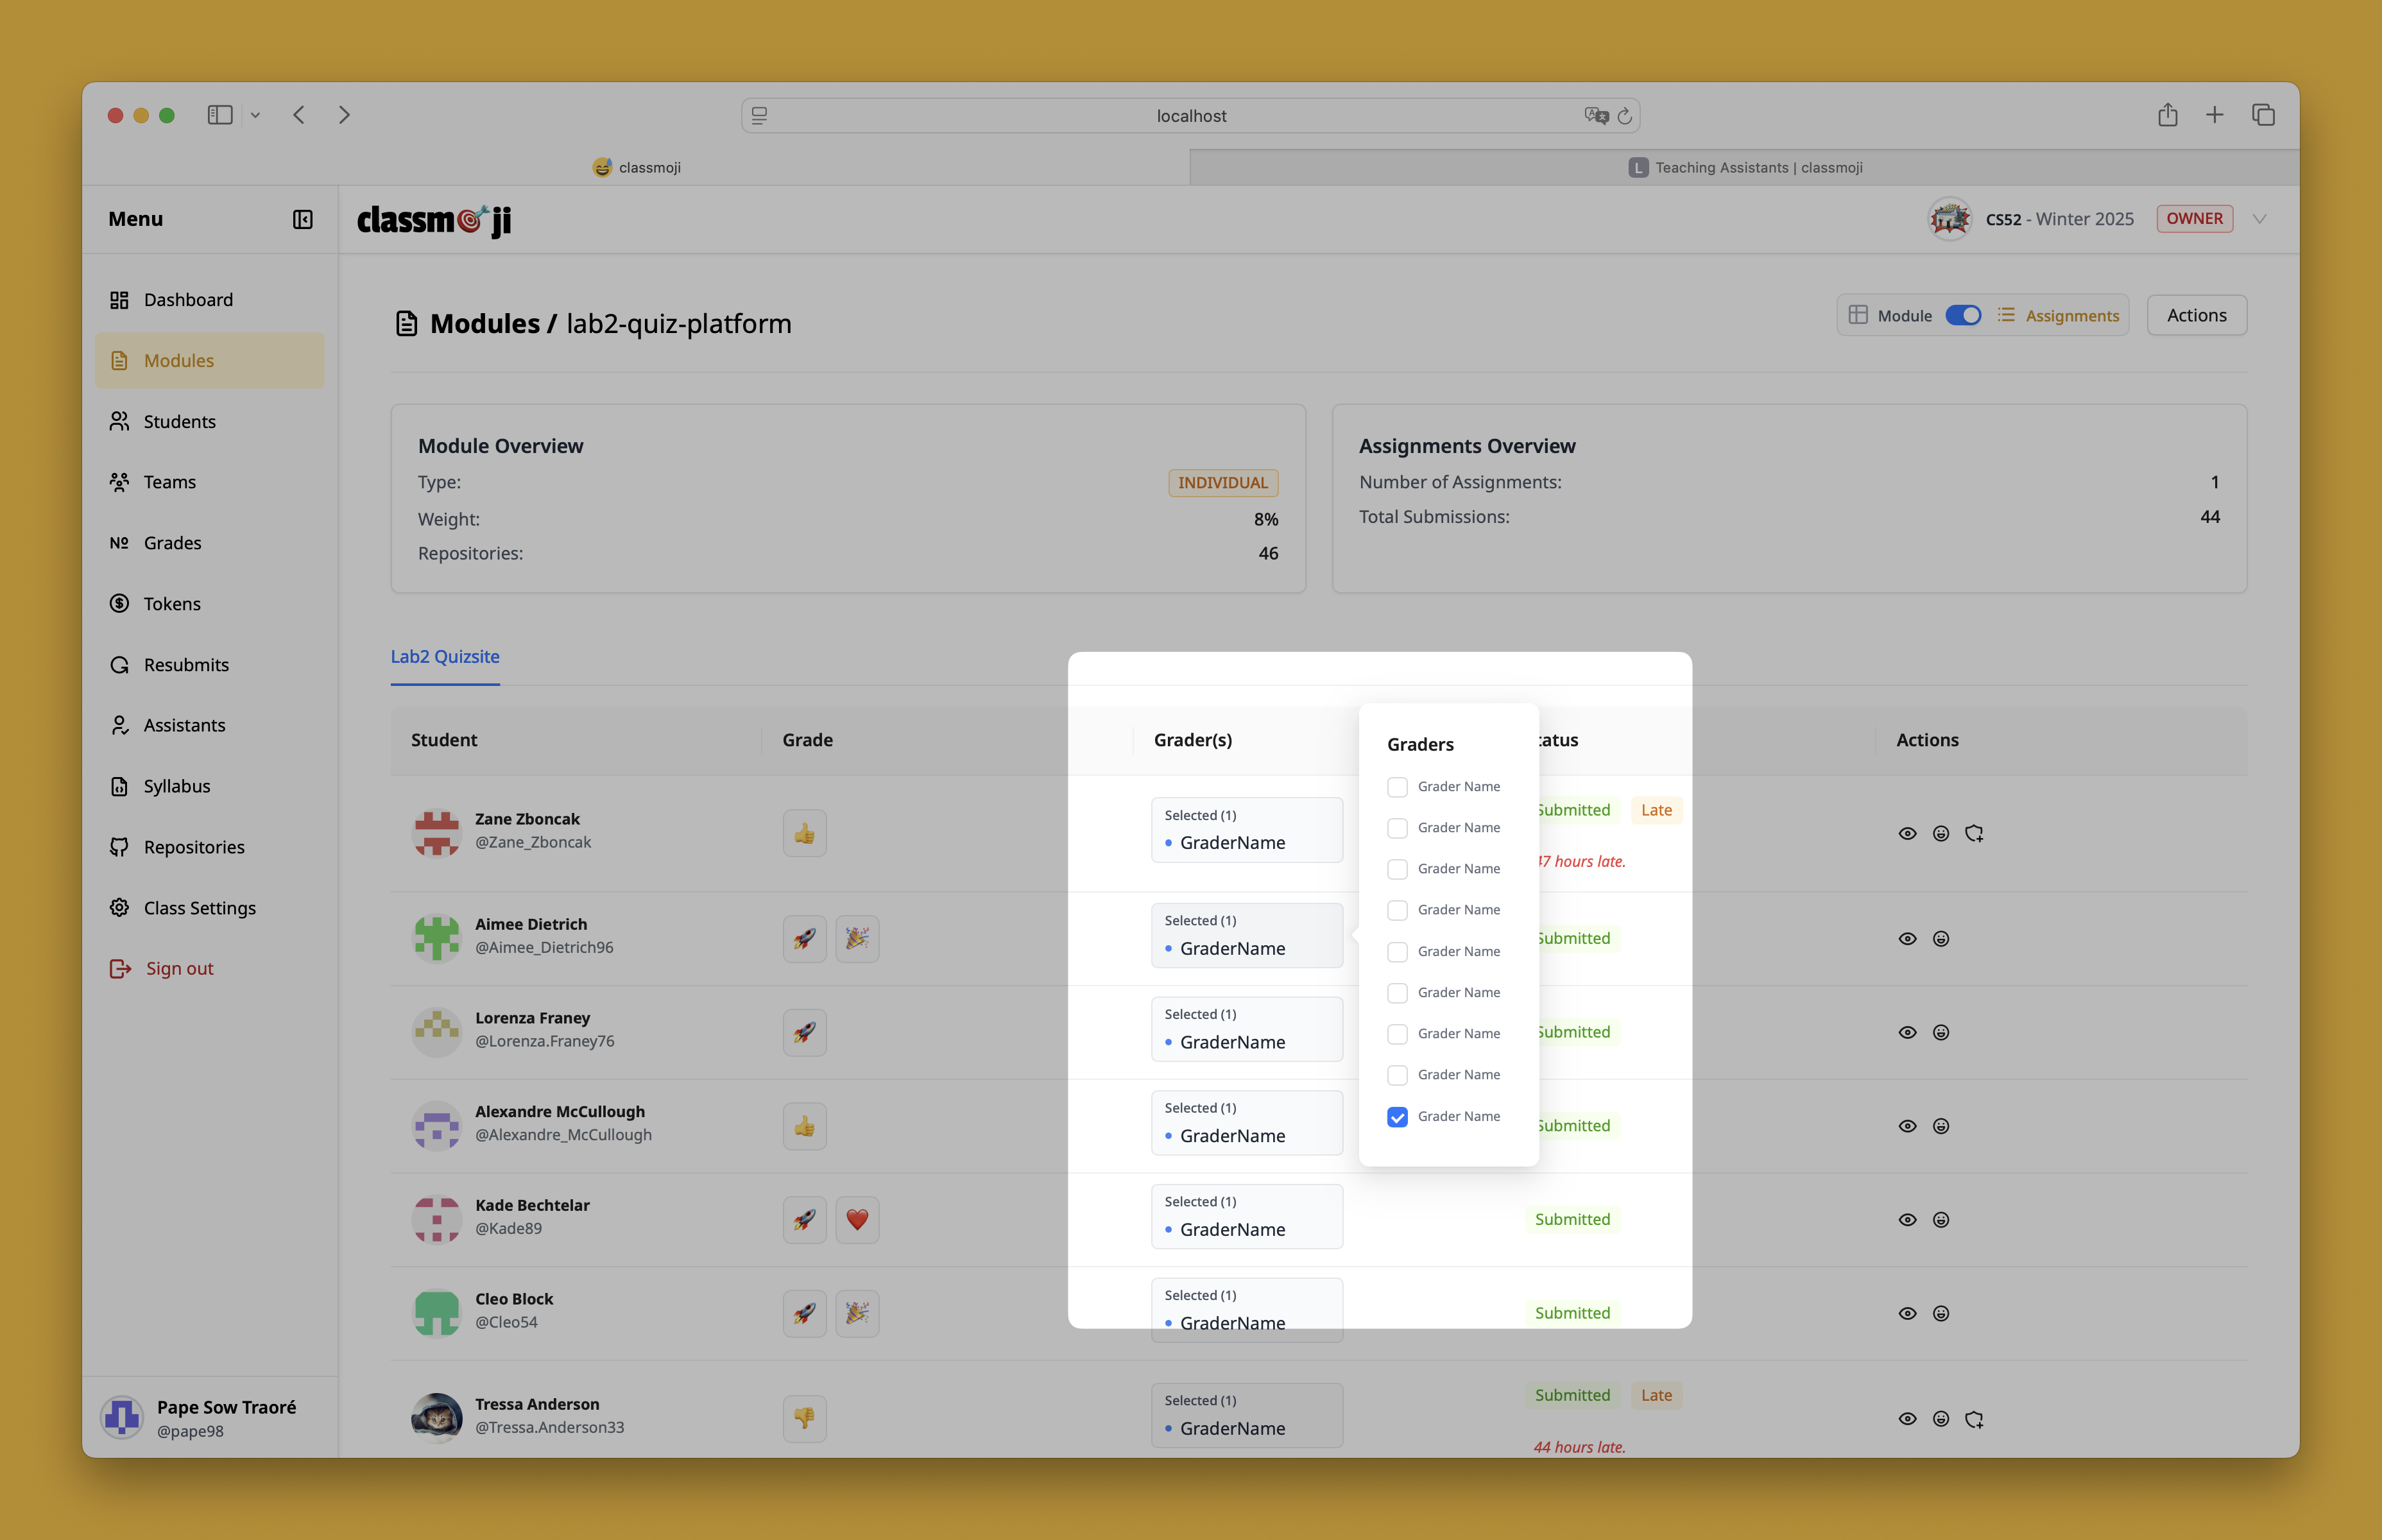 localhost
classmoji
L Teaching Assistants | classmoji
Menu
classm ji
CS52 - Winter 2025 OWNER
Dashboard
Modules
Students
Teams
Nº Grades
Tokens
Resubmits
Assistants
Syllabus
Repositories
Class Settings
Sign out
Pape Sow Traoré
@pape98
Modules / lab2-quiz-platform
Module Assignments Actions
Module Overview
Type: INDIVIDUAL
Weight: 8%
Repositories: 46
Assignments Overview
Number of Assignments: 1
Total Submissions: 44
Lab2 Quizsite
Student Grade Grader(s) tatus Actions
Zane Zboncak
@Zane_Zboncak
Selected (1)
GraderName
Submitted Late
47 hours late.
Aimee Dietrich
@Aimee_Dietrich96
Selected (1)
GraderName
Submitted
Lorenza Franey
@Lorenza.Franey76
Selected (1)
GraderName
Submitted
Alexandre McCullough
@Alexandre_McCullough
Selected (1)
GraderName
Submitted
Kade Bechtelar
@Kade89
Selected (1)
GraderName
Submitted
Cleo Block
@Cleo54
Selected (1)
GraderName
Submitted
Tressa Anderson
@Tressa.Anderson33
Selected (1)
GraderName
Submitted Late
44 hours late.
Graders
Grader Name
Grader Name
Grader Name
Grader Name
Grader Name
Grader Name
Grader Name
Grader Name
Grader Name